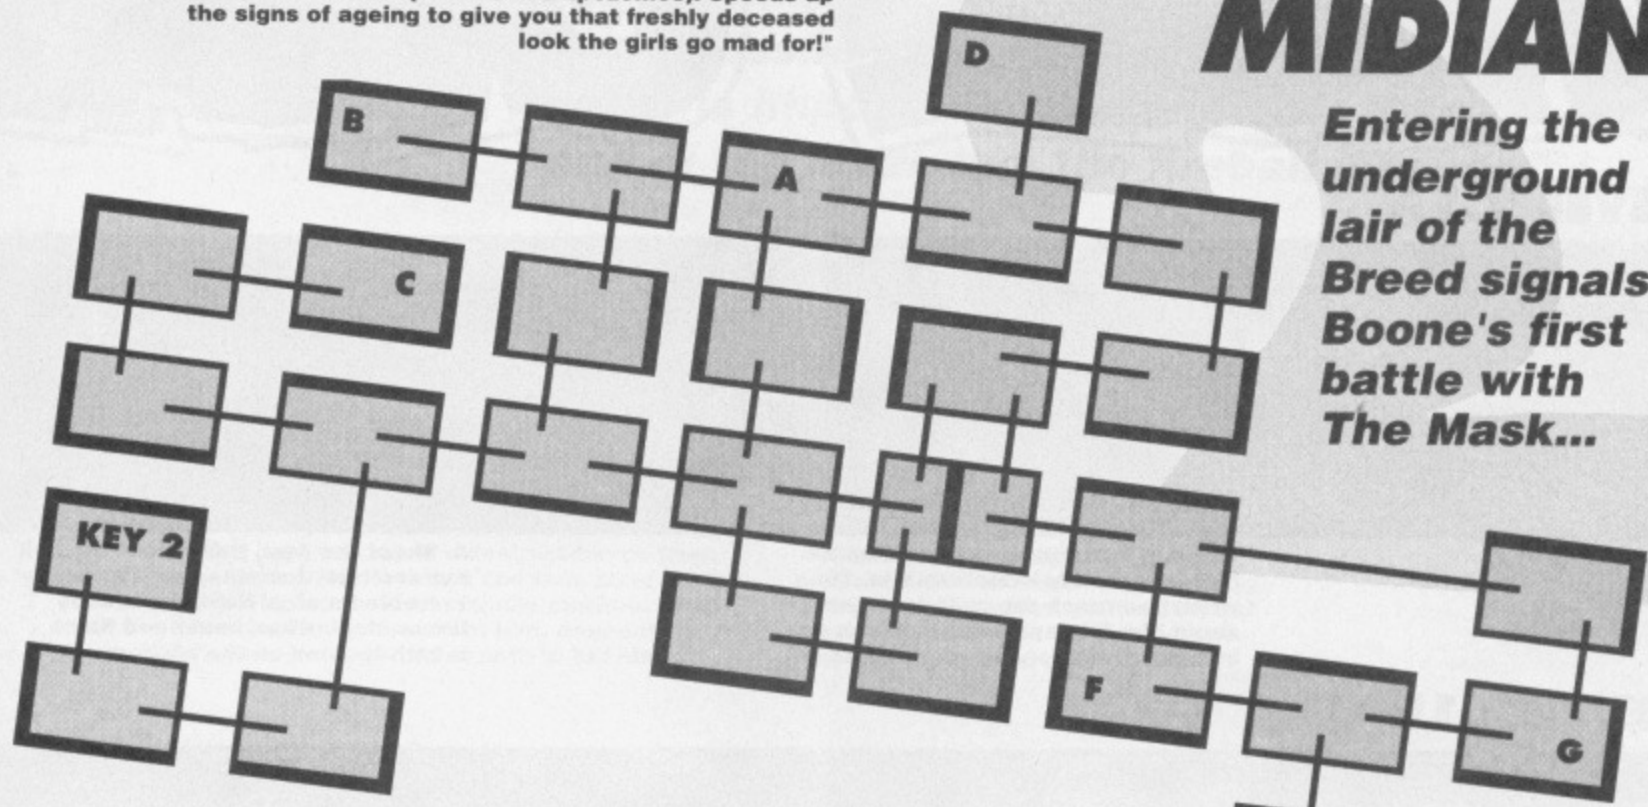 the signs of ageing to give you that freshly deceased
look the girls go mad for!"
MIDIAN
Entering the
underground
lair of the
Breed signals
Boone's first
battle with
The Mask...
D
B
A
C
KEY 2
F
G